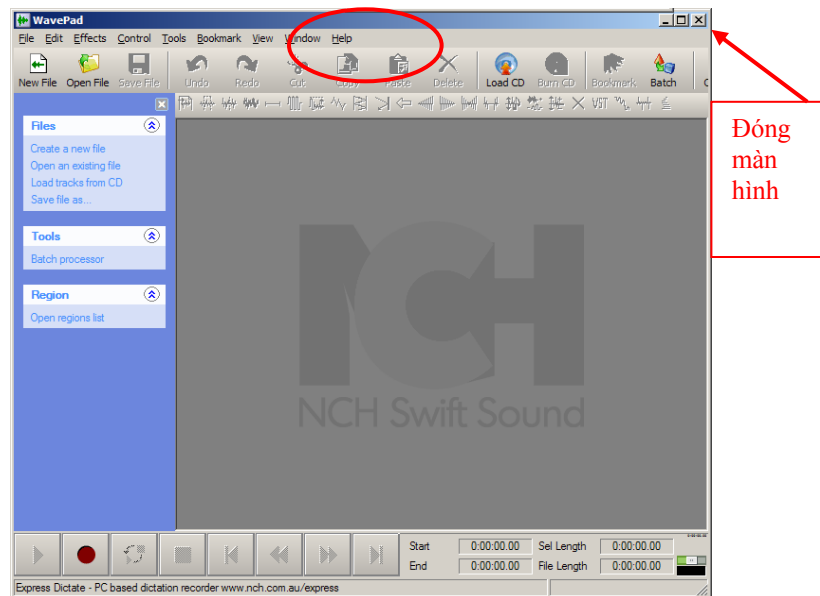 WavePad
File Edit Effects Control Tools Bookmark View Window Help
New File Open File Save File Undo Redo Cut Copy Paste Delete Load CD Burn CD Bookmark Batch
VST
Files
Create a new file
Open an existing file
Load tracks from CD
Save file as...
Tools
Batch processor
Region
Open regions list
NCH
NCH Swift Sound
Đóng
màn
hình
Start 0:00:00.00 Sel Length 0:00:00.00
End 0:00:00.00 File Length 0:00:00.00
Express Dictate - PC based dictation recorder www.nch.com.au/express